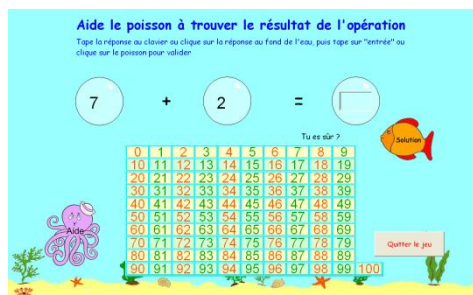 Aide le poisson à trouver le résultat de l'opération
Tape la réponse au clavier ou clique sur la réponse au fond de l'eau, puis tape sur "entrée" ou
clique sur le poisson pour valider
7 + 2 =
Tu es sûr ?
Solution
0 1 2 3 4 5 6 7 8 9
10 11 12 13 14 15 16 17 18 19
20 21 22 23 24 25 26 27 28 29
30 31 32 33 34 35 36 37 38 39
40 41 42 43 44 45 46 47 48 49
50 51 52 53 54 55 56 57 58 59
60 61 62 63 64 65 66 67 68 69
70 71 72 73 74 75 76 77 78 79
80 81 82 83 84 85 86 87 88 89
90 91 92 93 94 95 96 97 98 99 100
Aide
Quitter le jeu